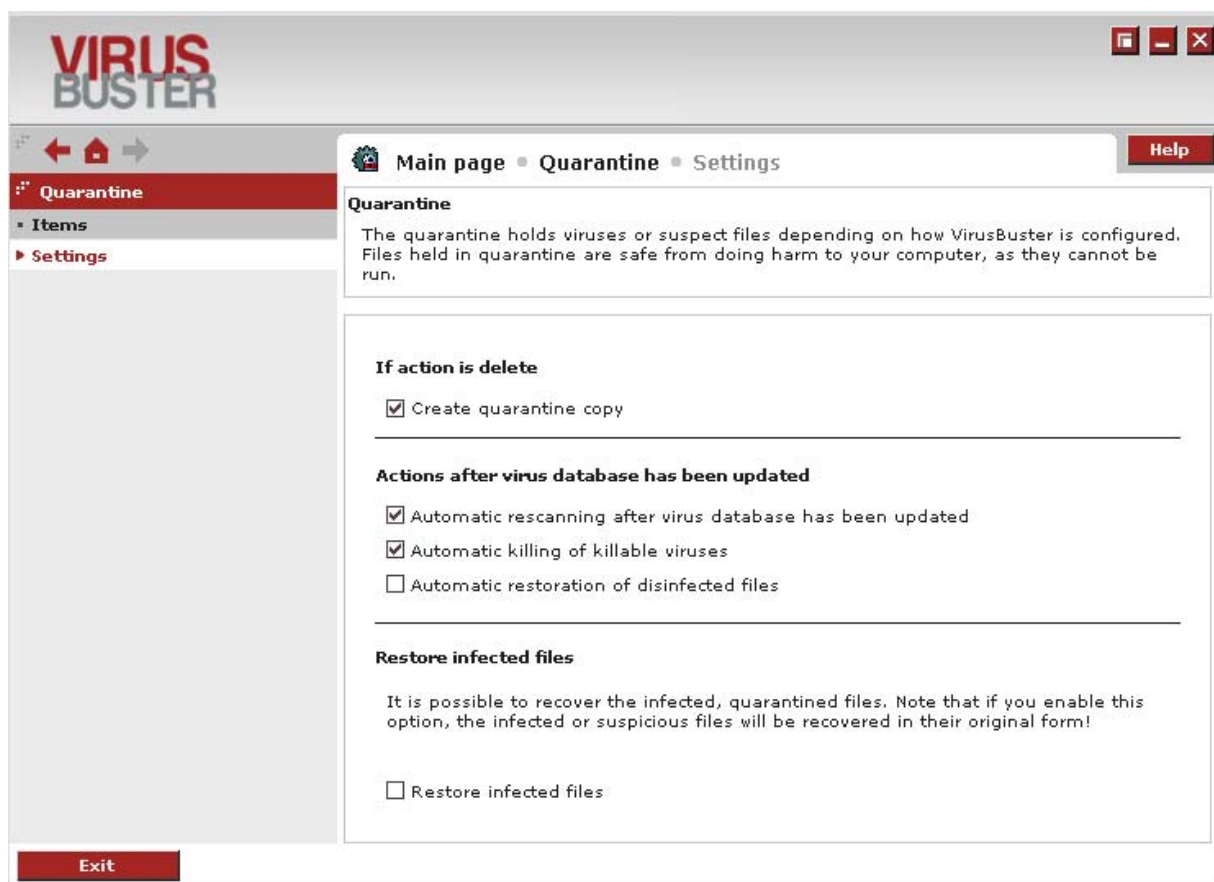 VIRUS
BUSTER
Help
Main page • Quarantine • Settings
Quarantine
Items
Settings
Quarantine
The quarantine holds viruses or suspect files depending on how VirusBuster is configured.
Files held in quarantine are safe from doing harm to your computer, as they cannot be
run.
If action is delete
Create quarantine copy
Actions after virus database has been updated
Automatic rescanning after virus database has been updated
Automatic killing of killable viruses
Automatic restoration of disinfected files
Restore infected files
It is possible to recover the infected, quarantined files. Note that if you enable this
option, the infected or suspicious files will be recovered in their original form!
Restore infected files
Exit